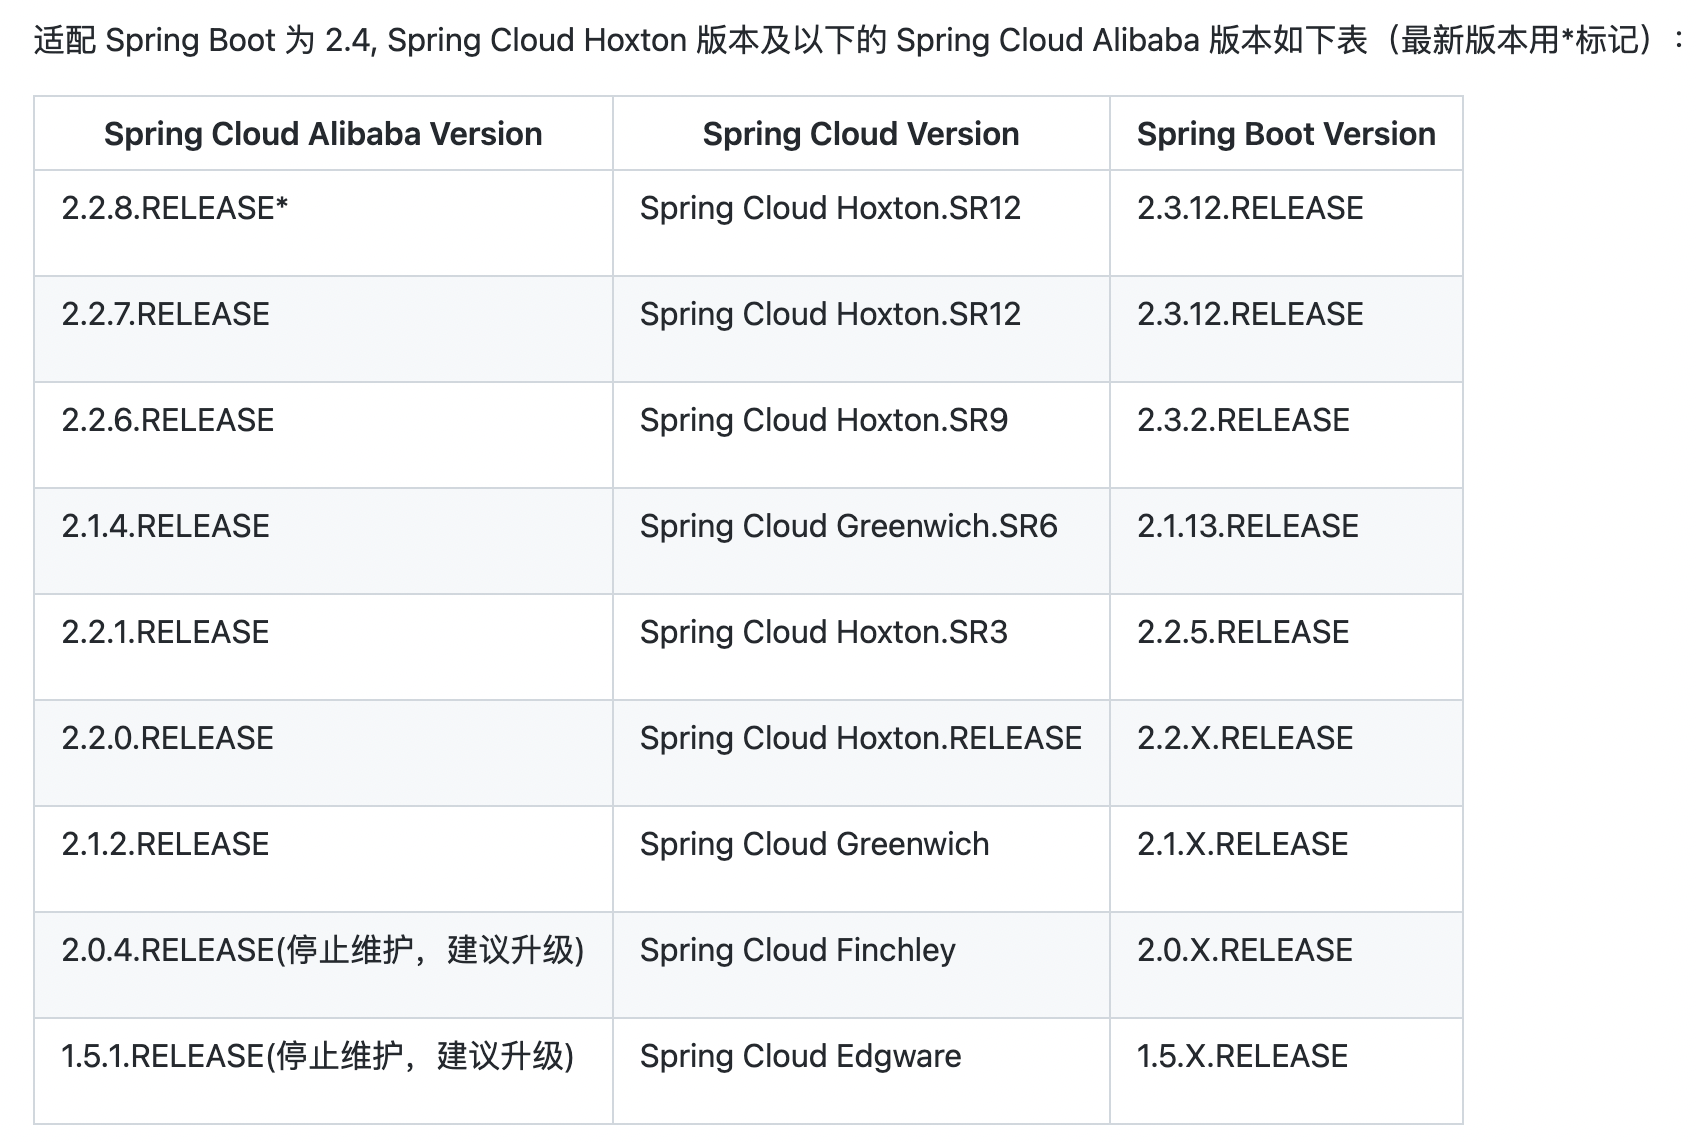 适配 Spring Boot 为 2.4, Spring Cloud Hoxton 版本及以下的 Spring Cloud Alibaba 版本如下表（最新版本用*标记）：
Spring Cloud Alibaba Version Spring Cloud Version Spring Boot Version
2.2.8.RELEASE* Spring Cloud Hoxton.SR12 2.3.12.RELEASE
2.2.7.RELEASE Spring Cloud Hoxton.SR12 2.3.12.RELEASE
2.2.6.RELEASE Spring Cloud Hoxton.SR9 2.3.2.RELEASE
2.1.4.RELEASE Spring Cloud Greenwich.SR6 2.1.13.RELEASE
2.2.1.RELEASE Spring Cloud Hoxton.SR3 2.2.5.RELEASE
2.2.0.RELEASE Spring Cloud Hoxton.RELEASE 2.2.X.RELEASE
2.1.2.RELEASE Spring Cloud Greenwich 2.1.X.RELEASE
2.0.4.RELEASE(停止维护，建议升级) Spring Cloud Finchley 2.0.X.RELEASE
1.5.1.RELEASE(停止维护，建议升级) Spring Cloud Edgware 1.5.X.RELEASE